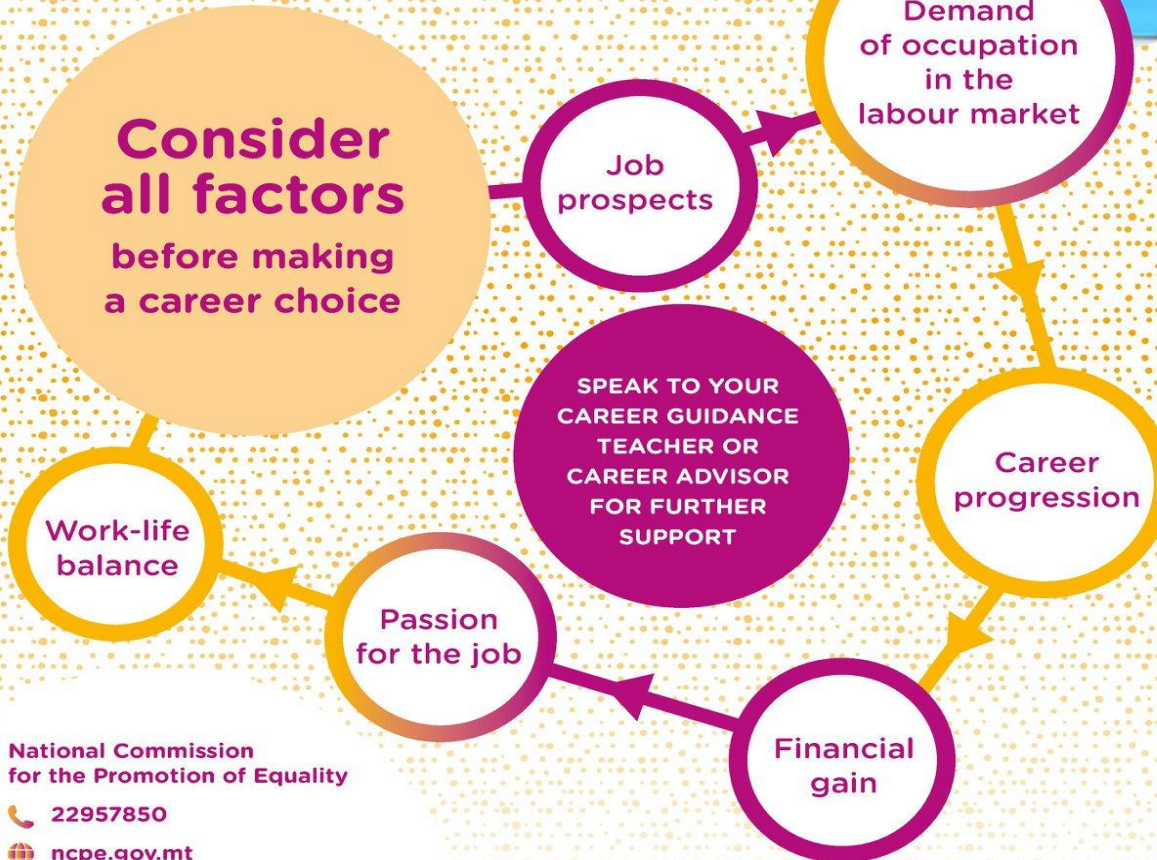 Consider
all factors
before making
a career choice
Job
prospects
Demand
of occupation
in the
labour market
Career
progression
Financial
gain
Passion
for the job
Work-life
balance
SPEAK TO YOUR
CAREER GUIDANCE
TEACHER OR
CAREER ADVISOR
FOR FURTHER
SUPPORT
National Commission
for the Promotion of Equality
22957850
ncpe.gov.mt